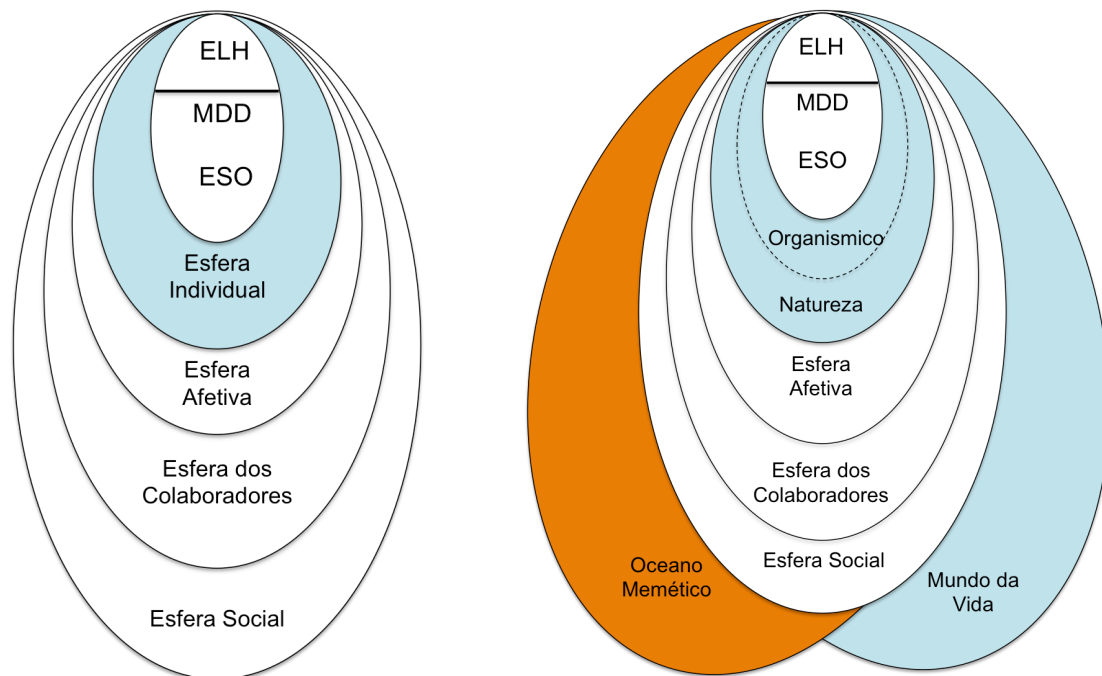 ELH
MDD
ESO
Esfera
Individual
Esfera
Afetiva
Esfera dos
Colaboradores
Esfera Social
ELH
MDD
ESO
Organismico
Natureza
Esfera
Afetiva
Esfera dos
Colaboradores
Esfera Social
Oceano
Memético
Mundo da
Vida